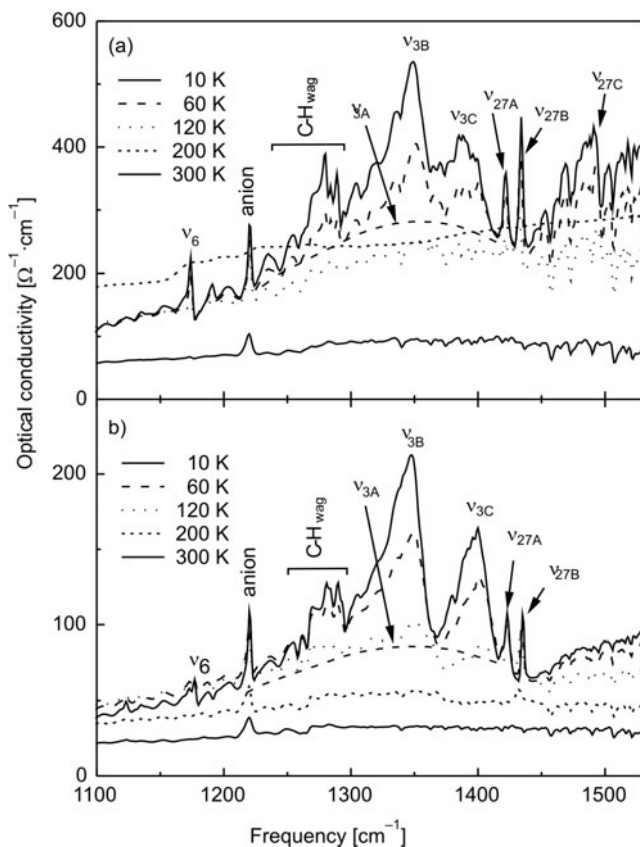 Optical conductivity [Ω⁻¹·cm⁻¹]
600
400
200
0
(a)
10 K
60 K
120 K
200 K
300 K
ν6
anion
C-Hwag
ν3A
ν3B
ν3C
ν27A
ν27B
ν27C
200
100
0
b)
10 K
60 K
120 K
200 K
300 K
ν6
anion
C-Hwag
ν3A
ν3B
ν3C
ν27A
ν27B
1100
1200
1300
1400
1500
Frequency [cm⁻¹]